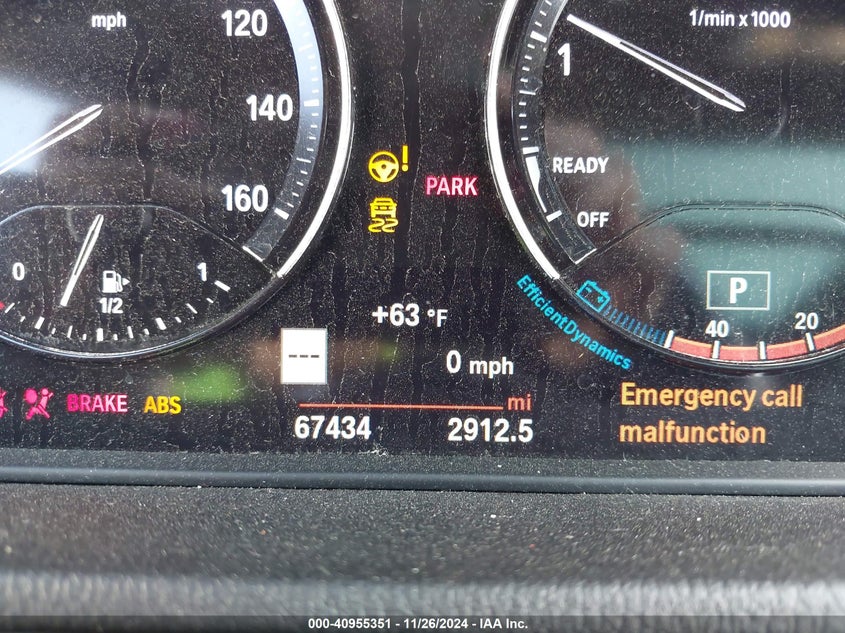 mph
120
140
160
0
1
1/2
1/min x 1000
1
READY
OFF
PARK
P
EfficientDynamics
40
20
+63 °F
---
0 mph
BRAKE
ABS
mi
67434
2912.5
Emergency call
malfunction
000-40955351 | 11/26/2024 — IAA Inc.